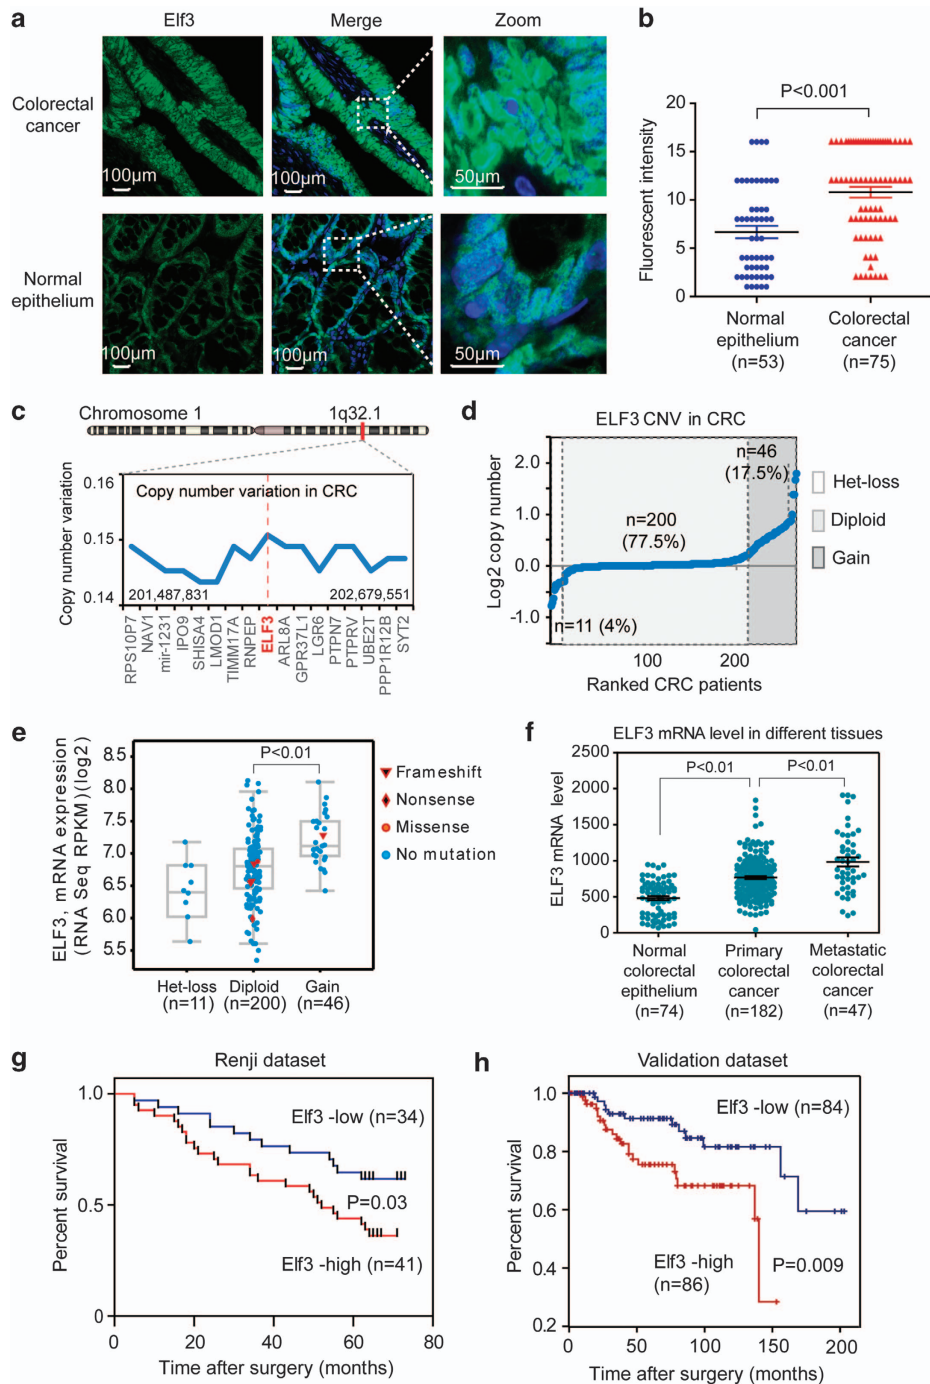 a
Elf3
Merge
Zoom
Colorectal
cancer
100µm
100µm
50µm
Normal
epithelium
100µm
100µm
50µm
b
P<0.001
Fluorescent intensity
20
15
10
5
0
Normal
epithelium
(n=53)
Colorectal
cancer
(n=75)
c
Chromosome 1
1q32.1
Copy number variation
0.16
0.15
0.14
Copy number variation in CRC
201,487,831
202,679,551
RPS10P7
NAV1
mir-1231
IPO9
SHISA4
LMOD1
TIMM17A
RNPEP
ELF3
ARL8A
GPR37L1
LGR6
PTPN7
PTPRV
UBE2T
PPP1R12B
SYT2
d
ELF3 CNV in CRC
Log2 copy number
2.0
1.0
0.0
-1.0
n=46
(17.5%)
n=200
(77.5%)
n=11 (4%)
100
200
Ranked CRC patients
Het-loss
Diploid
Gain
e
ELF3, mRNA expression
(RNA Seq RPKM)(log2)
8.5
8.0
7.5
7.0
6.5
6.0
5.5
P<0.01
Het-loss
(n=11)
Diploid
(n=200)
Gain
(n=46)
Frameshift
Nonsense
Missense
No mutation
f
ELF3 mRNA level in different tissues
ELF3 mRNA level
2500
2000
1500
1000
500
0
P<0.01
P<0.01
Normal
colorectal
epithelium
(n=74)
Primary
colorectal
cancer
(n=182)
Metastatic
colorectal
cancer
(n=47)
g
Renji dataset
Percent survival
1.0
0.5
0
Elf3 -low (n=34)
P=0.03
Elf3 -high (n=41)
0
20
40
60
80
Time after surgery (months)
h
Validation dataset
Percent survival
1.0
0.8
0.6
0.4
0.2
Elf3 -low (n=84)
Elf3 -high
(n=86)
P=0.009
0
50
100
150
200
Time after surgery (months)